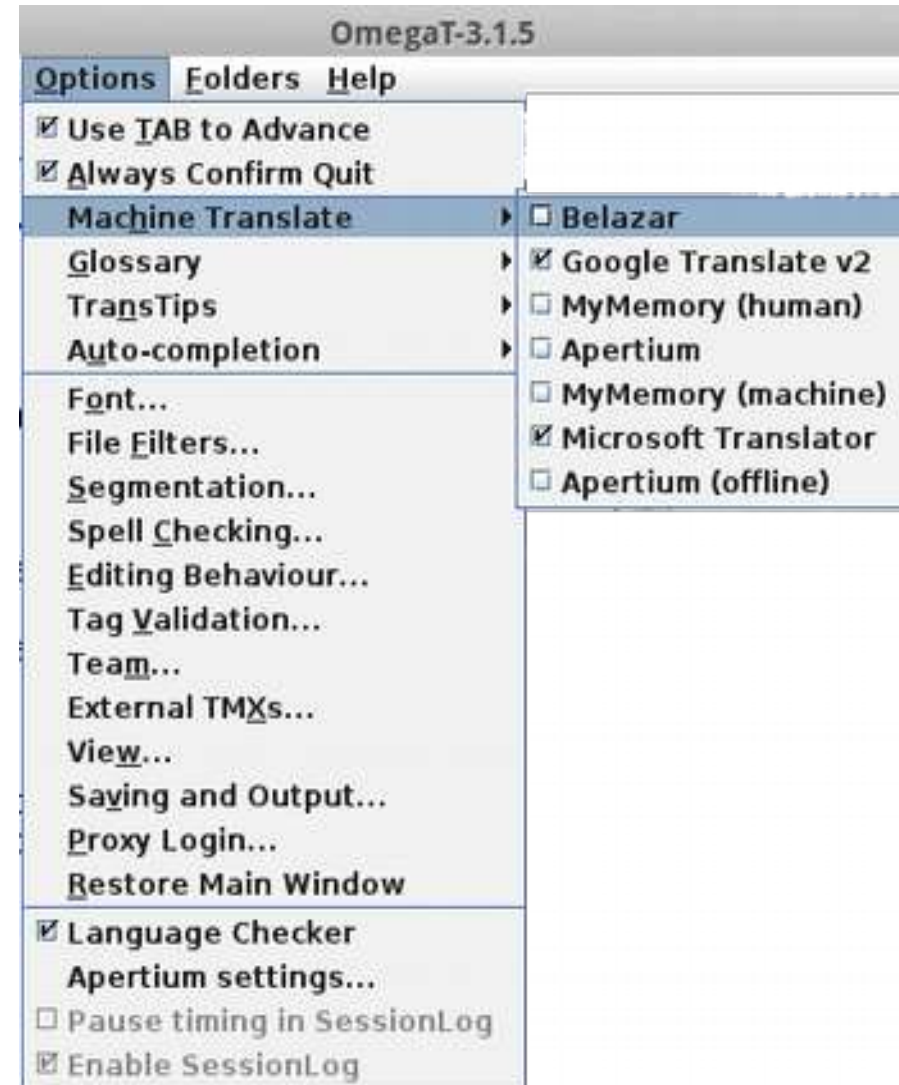 OmegaT-3.1.5
Options Folders Help
Use TAB to Advance
Always Confirm Quit
Machine Translate
Glossary
TransTips
Auto-completion
Font...
File Filters...
Segmentation...
Spell Checking...
Editing Behaviour...
Tag Validation...
Team...
External TMXs...
View...
Saving and Output...
Proxy Login...
Restore Main Window
Language Checker
Apertium settings...
Pause timing in SessionLog
Enable SessionLog
Belazar
Google Translate v2
MyMemory (human)
Apertium
MyMemory (machine)
Microsoft Translator
Apertium (offline)